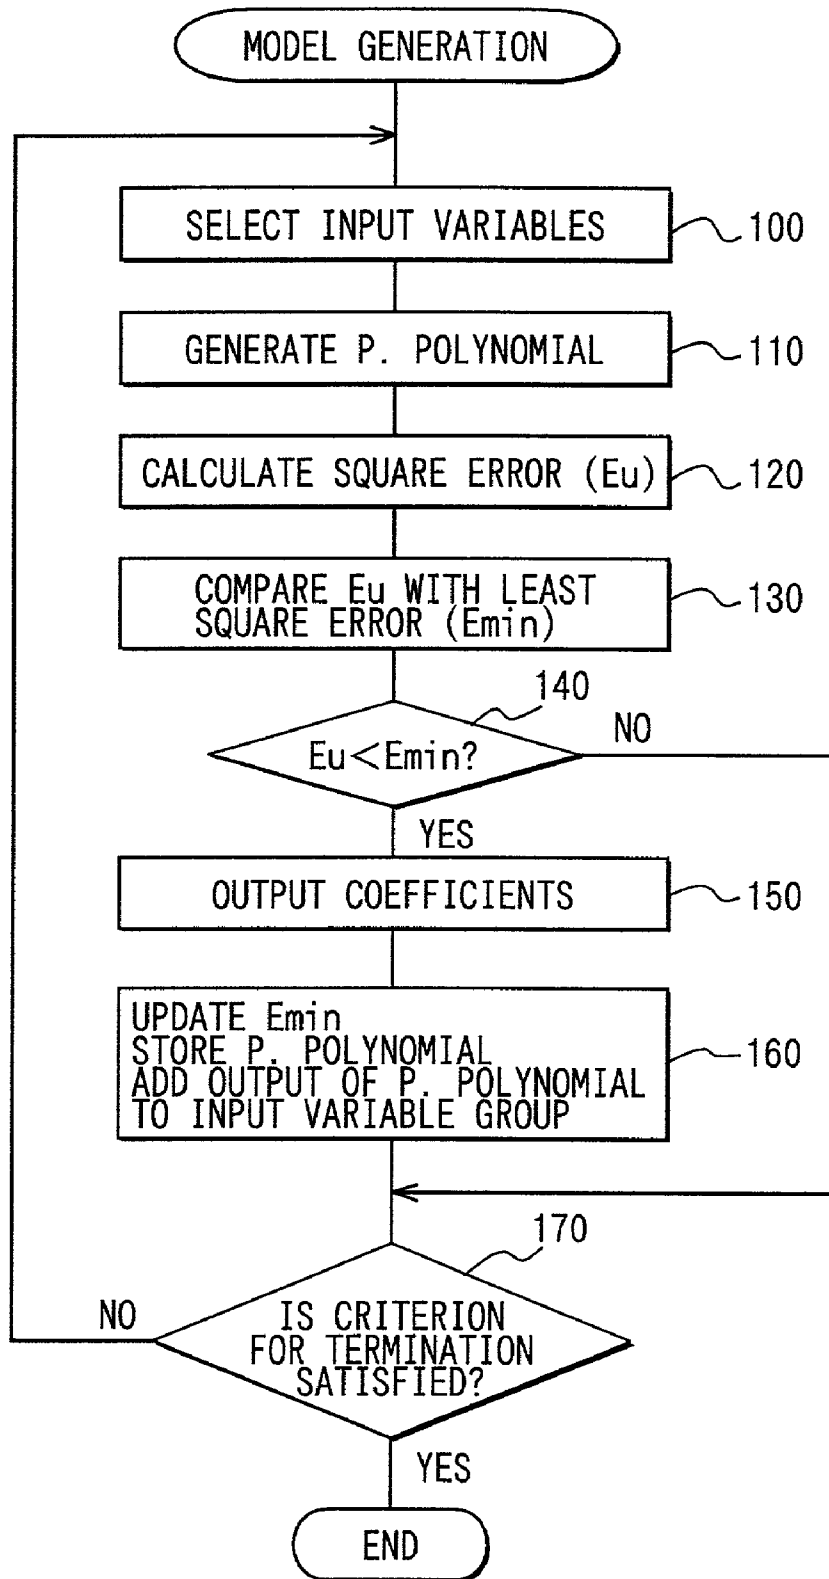 MODEL GENERATION
SELECT INPUT VARIABLES
100
GENERATE P. POLYNOMIAL
110
CALCULATE SQUARE ERROR (Eu)
120
COMPARE Eu WITH LEAST
SQUARE ERROR (Emin)
130
140
Eu<Emin?
NO
YES
OUTPUT COEFFICIENTS
150
UPDATE Emin
STORE P. POLYNOMIAL
ADD OUTPUT OF P. POLYNOMIAL
TO INPUT VARIABLE GROUP
160
170
NO
IS CRITERION
FOR TERMINATION
SATISFIED?
YES
END